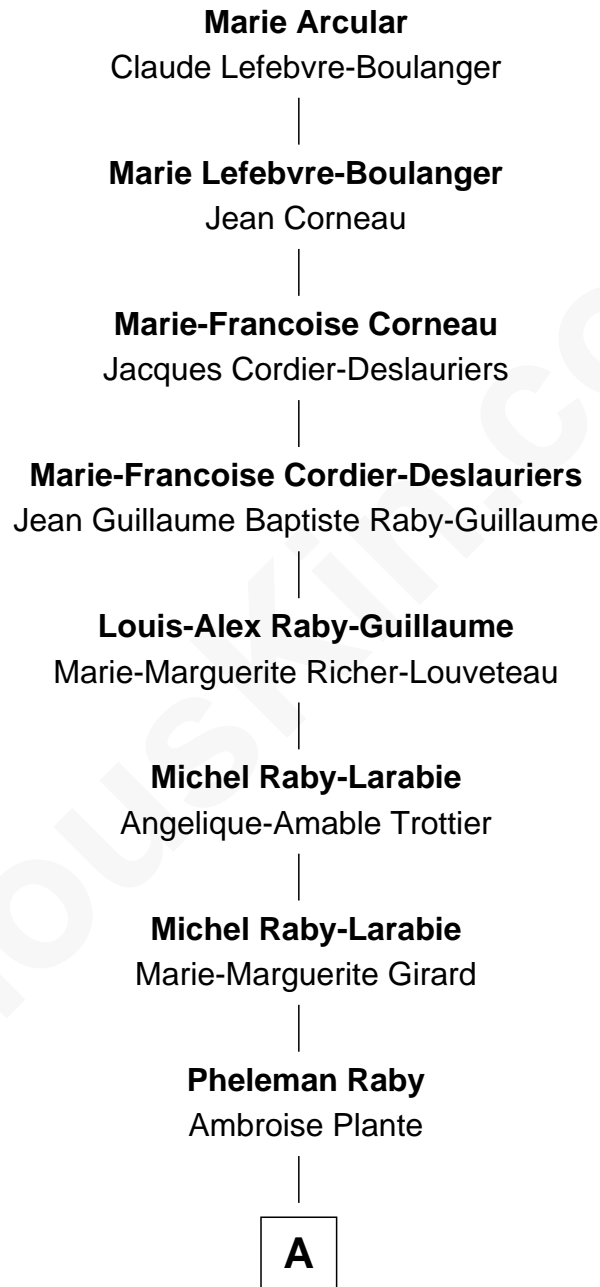 Marie Arcular
Claude Lefebvre-Boulanger
Marie Lefebvre-Boulanger
Jean Corneau
Marie-Francoise Corneau
Jacques Cordier-Deslauriers
Marie-Francoise Cordier-Deslauriers
Jean Guillaume Baptiste Raby-Guillaume
Louis-Alex Raby-Guillaume
Marie-Marguerite Richer-Louveteau
Michel Raby-Larabie
Angelique-Amable Trottier
Michel Raby-Larabie
Marie-Marguerite Girard
Pheleman Raby
Ambroise Plante
A